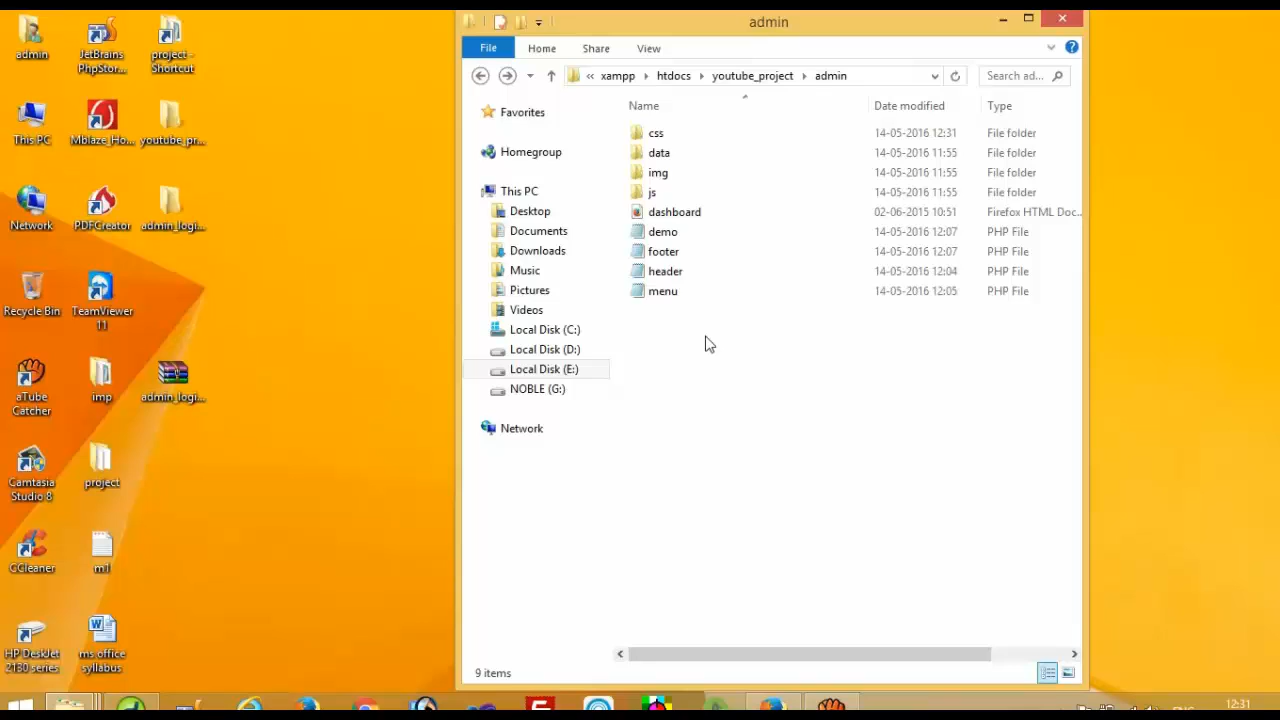 admin
JetBrains
PhpStor...
project -
Shortcut
This PC
Mblaze_Ho...
youtube_pr...
Network
PDFCreator
admin_logi...
Recycle Bin
TeamViewer
11
aTube
Catcher
imp
admin_logi...
Camtasia
Studio 8
project
CCleaner
m1
HP DeskJet
2130 series
ms office
syllabus
admin
File
Home
Share
View
« xampp
htdocs
youtube_project
admin
Search ad...
Favorites
Homegroup
This PC
Desktop
Documents
Downloads
Music
Pictures
Videos
Local Disk (C:)
Local Disk (D:)
Local Disk (E:)
NOBLE (G:)
Network
Name Date modified Type
css 14-05-2016 12:31 File folder
data 14-05-2016 11:55 File folder
img 14-05-2016 11:55 File folder
js 14-05-2016 11:55 File folder
dashboard 02-06-2015 10:51 Firefox HTML Doc...
demo 14-05-2016 12:07 PHP File
footer 14-05-2016 12:07 PHP File
header 14-05-2016 12:04 PHP File
menu 14-05-2016 12:05 PHP File
9 items
12:31